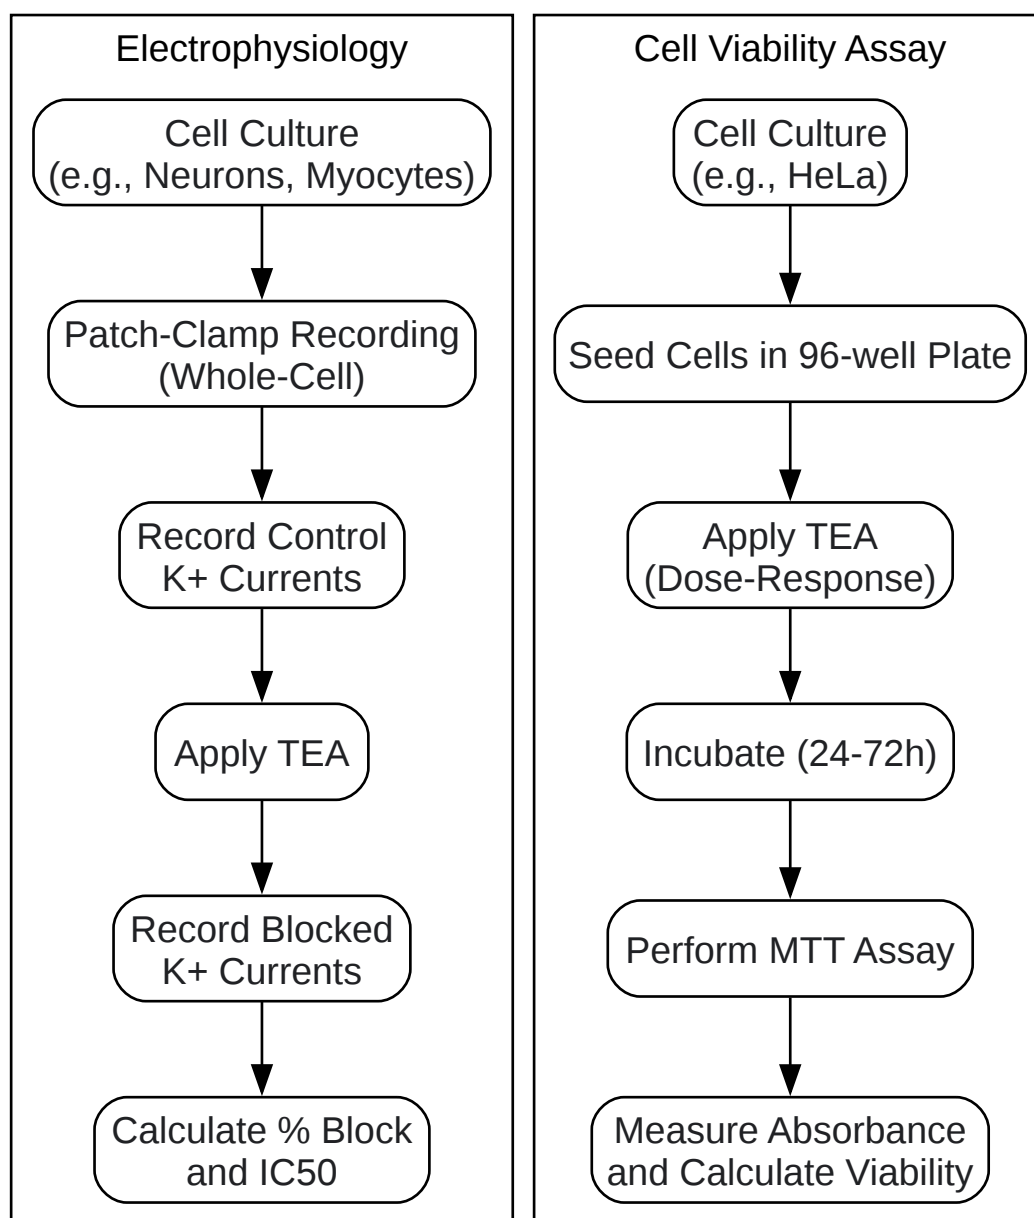 Electrophysiology
Cell Culture
(e.g., Neurons, Myocytes)
Patch-Clamp Recording
(Whole-Cell)
Record Control
K+ Currents
Apply TEA
Record Blocked
K+ Currents
Calculate % Block
and IC50
Cell Viability Assay
Cell Culture
(e.g., HeLa)
Seed Cells in 96-well Plate
Apply TEA
(Dose-Response)
Incubate (24-72h)
Perform MTT Assay
Measure Absorbance
and Calculate Viability